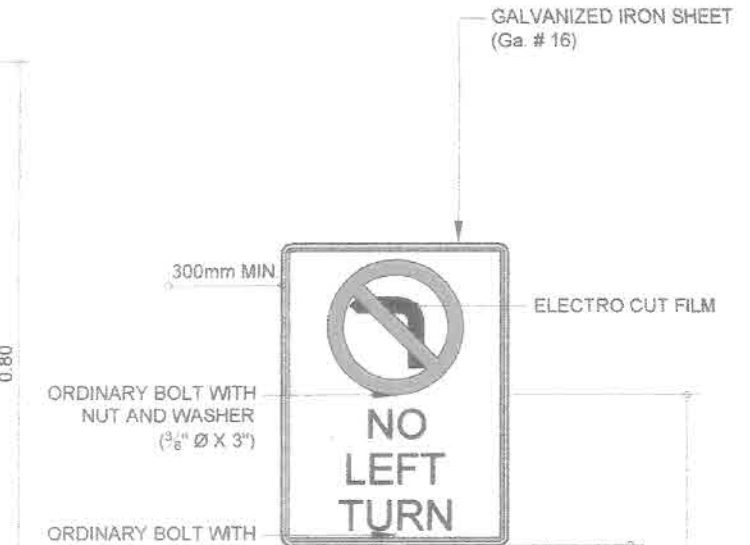 GALVANIZED IRON SHEET
(Ga. # 16)
300mm MIN.
ELECTRO CUT FILM
0.80
ORDINARY BOLT WITH
NUT AND WASHER
(3/8" Ø X 3")
NO
LEFT
TURN
ORDINARY BOLT WITH